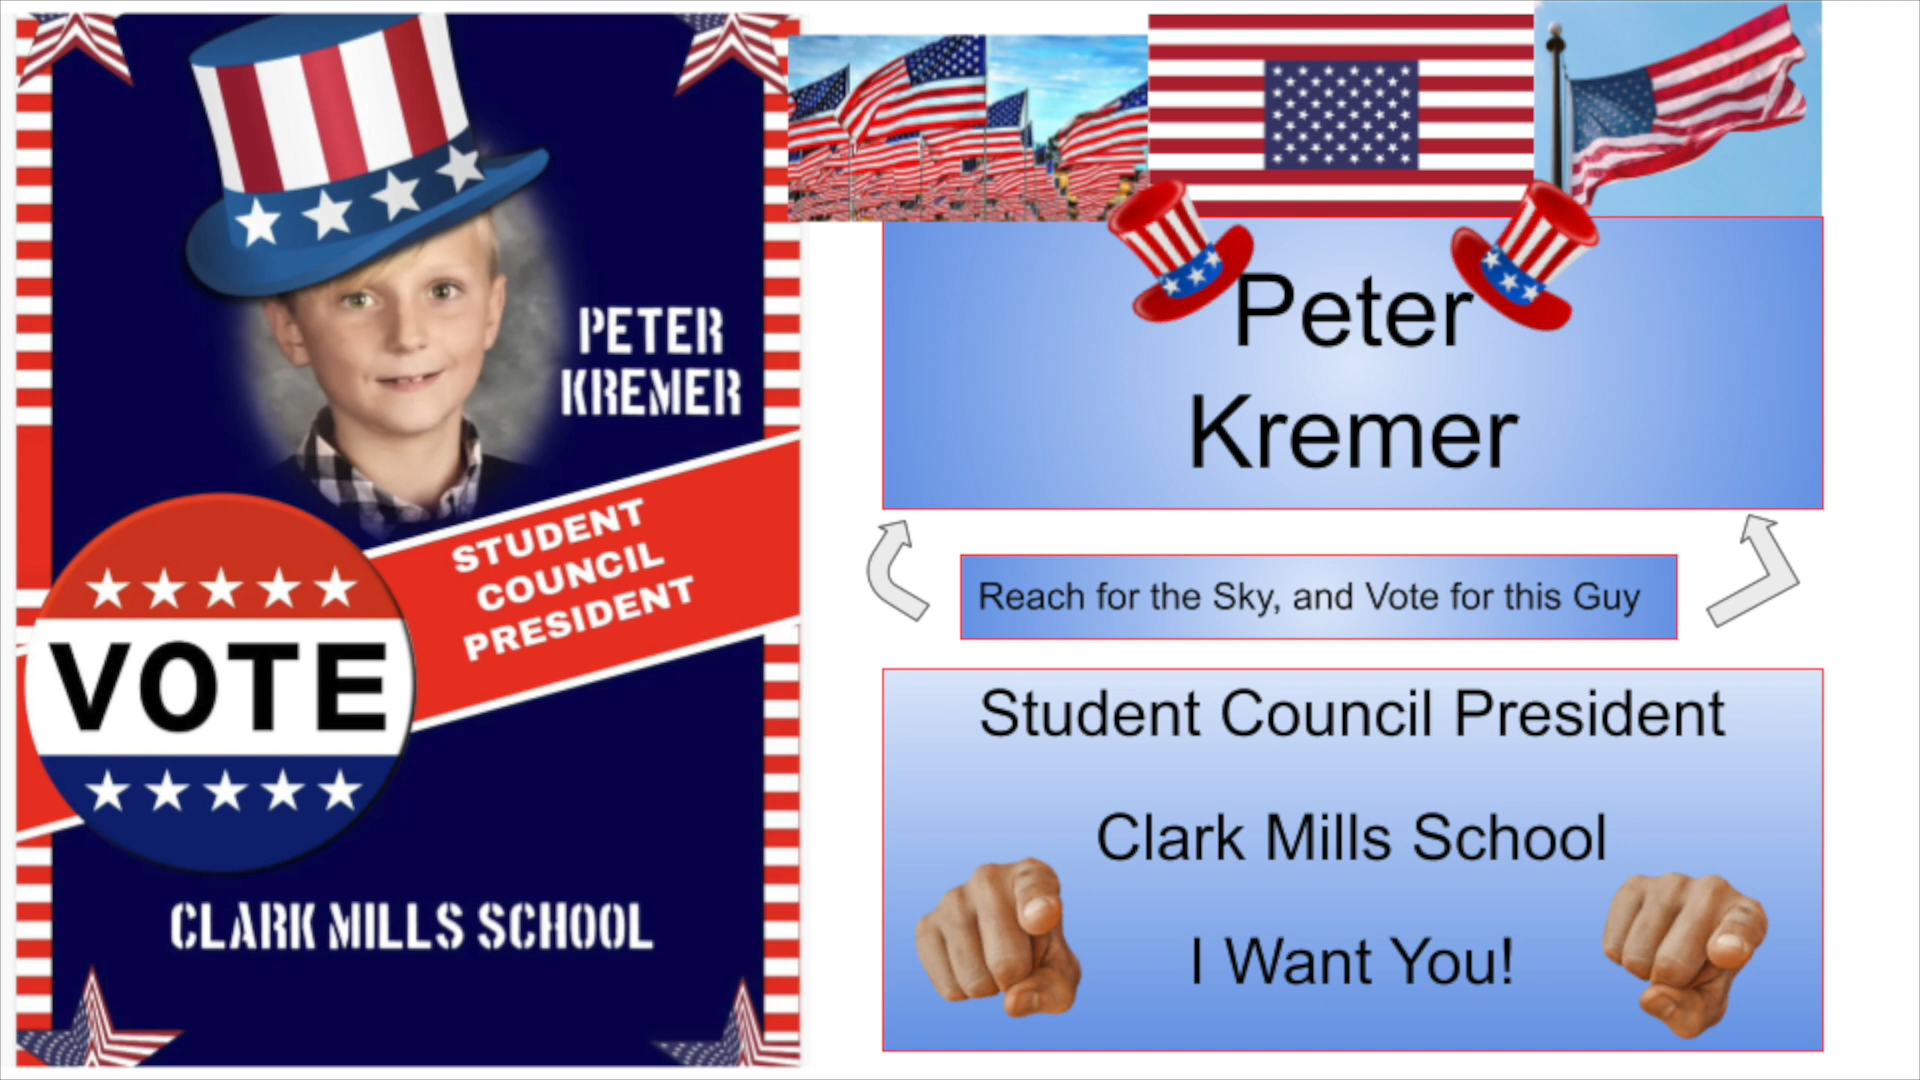 PETER
KREMER
STUDENT
COUNCIL
PRESIDENT
VOTE
CLARK MILLS SCHOOL
Peter
Kremer
Reach for the Sky, and Vote for this Guy
Student Council President
Clark Mills School
I Want You!